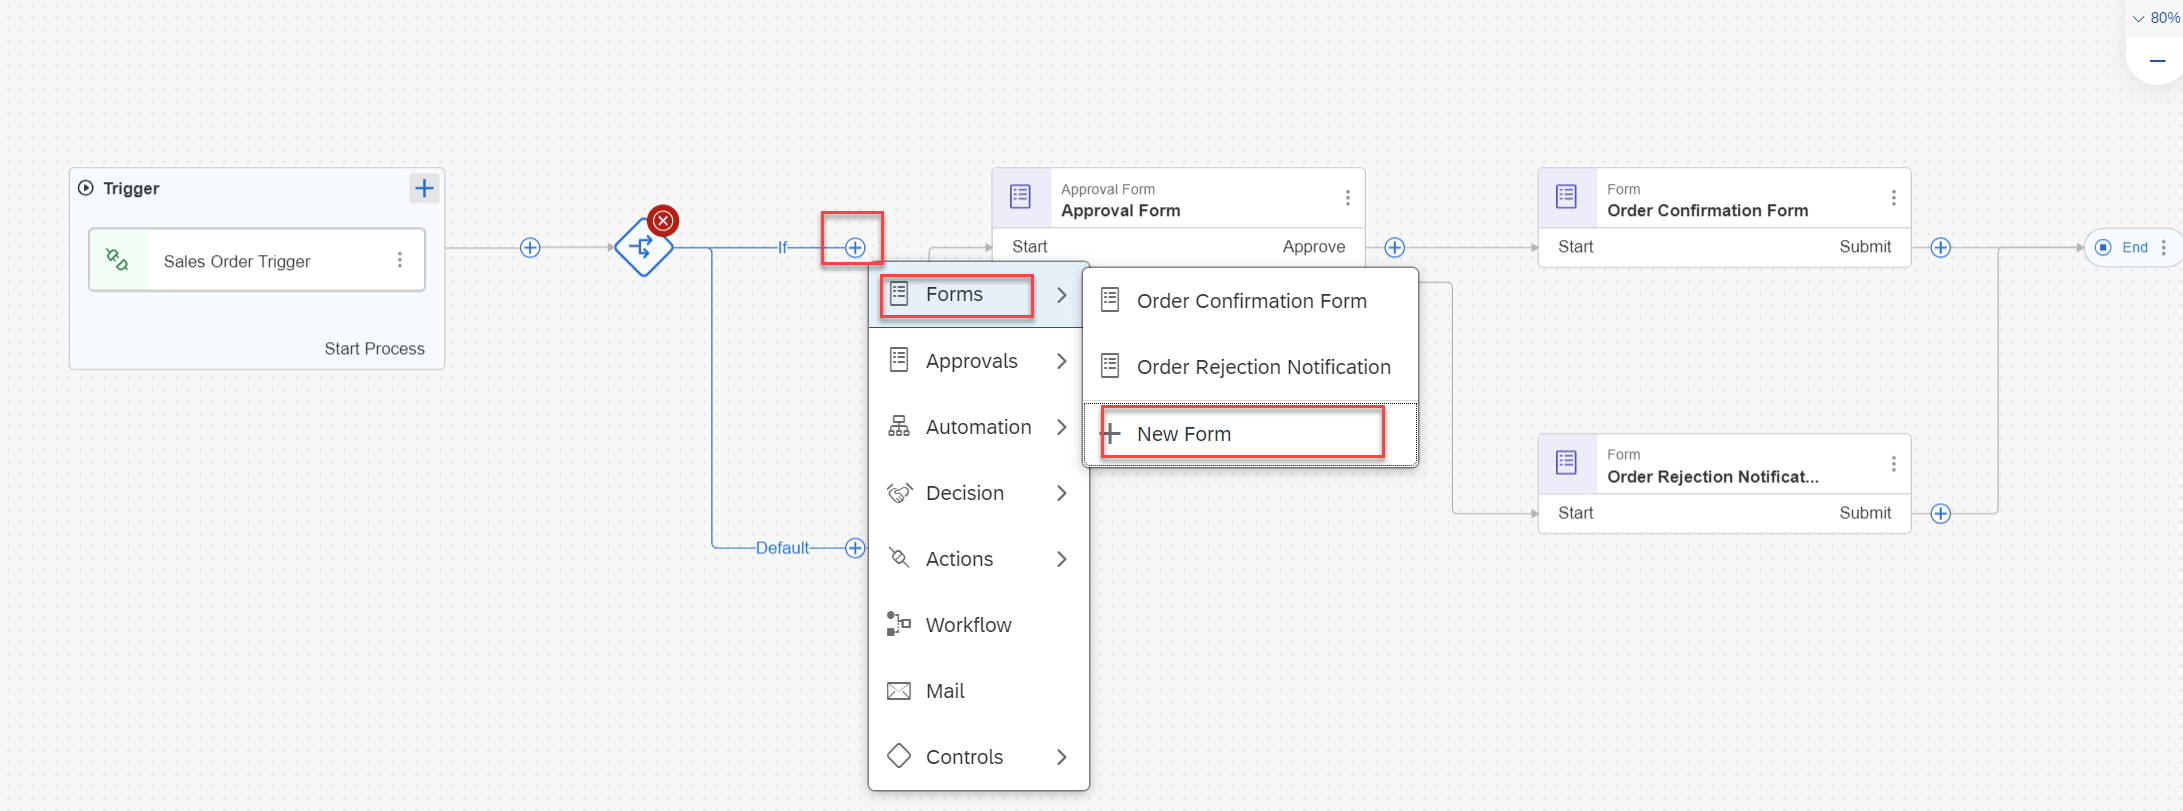 80%
Trigger
Sales Order Trigger
Start Process
If
Default
Approval Form
Approval Form
Start
Approve
Form
Order Confirmation Form
Start
Submit
End
Forms
Approvals
Automation
Decision
Actions
Workflow
Mail
Controls
Order Confirmation Form
Order Rejection Notification
New Form
Form
Order Rejection Notificat...
Start
Submit